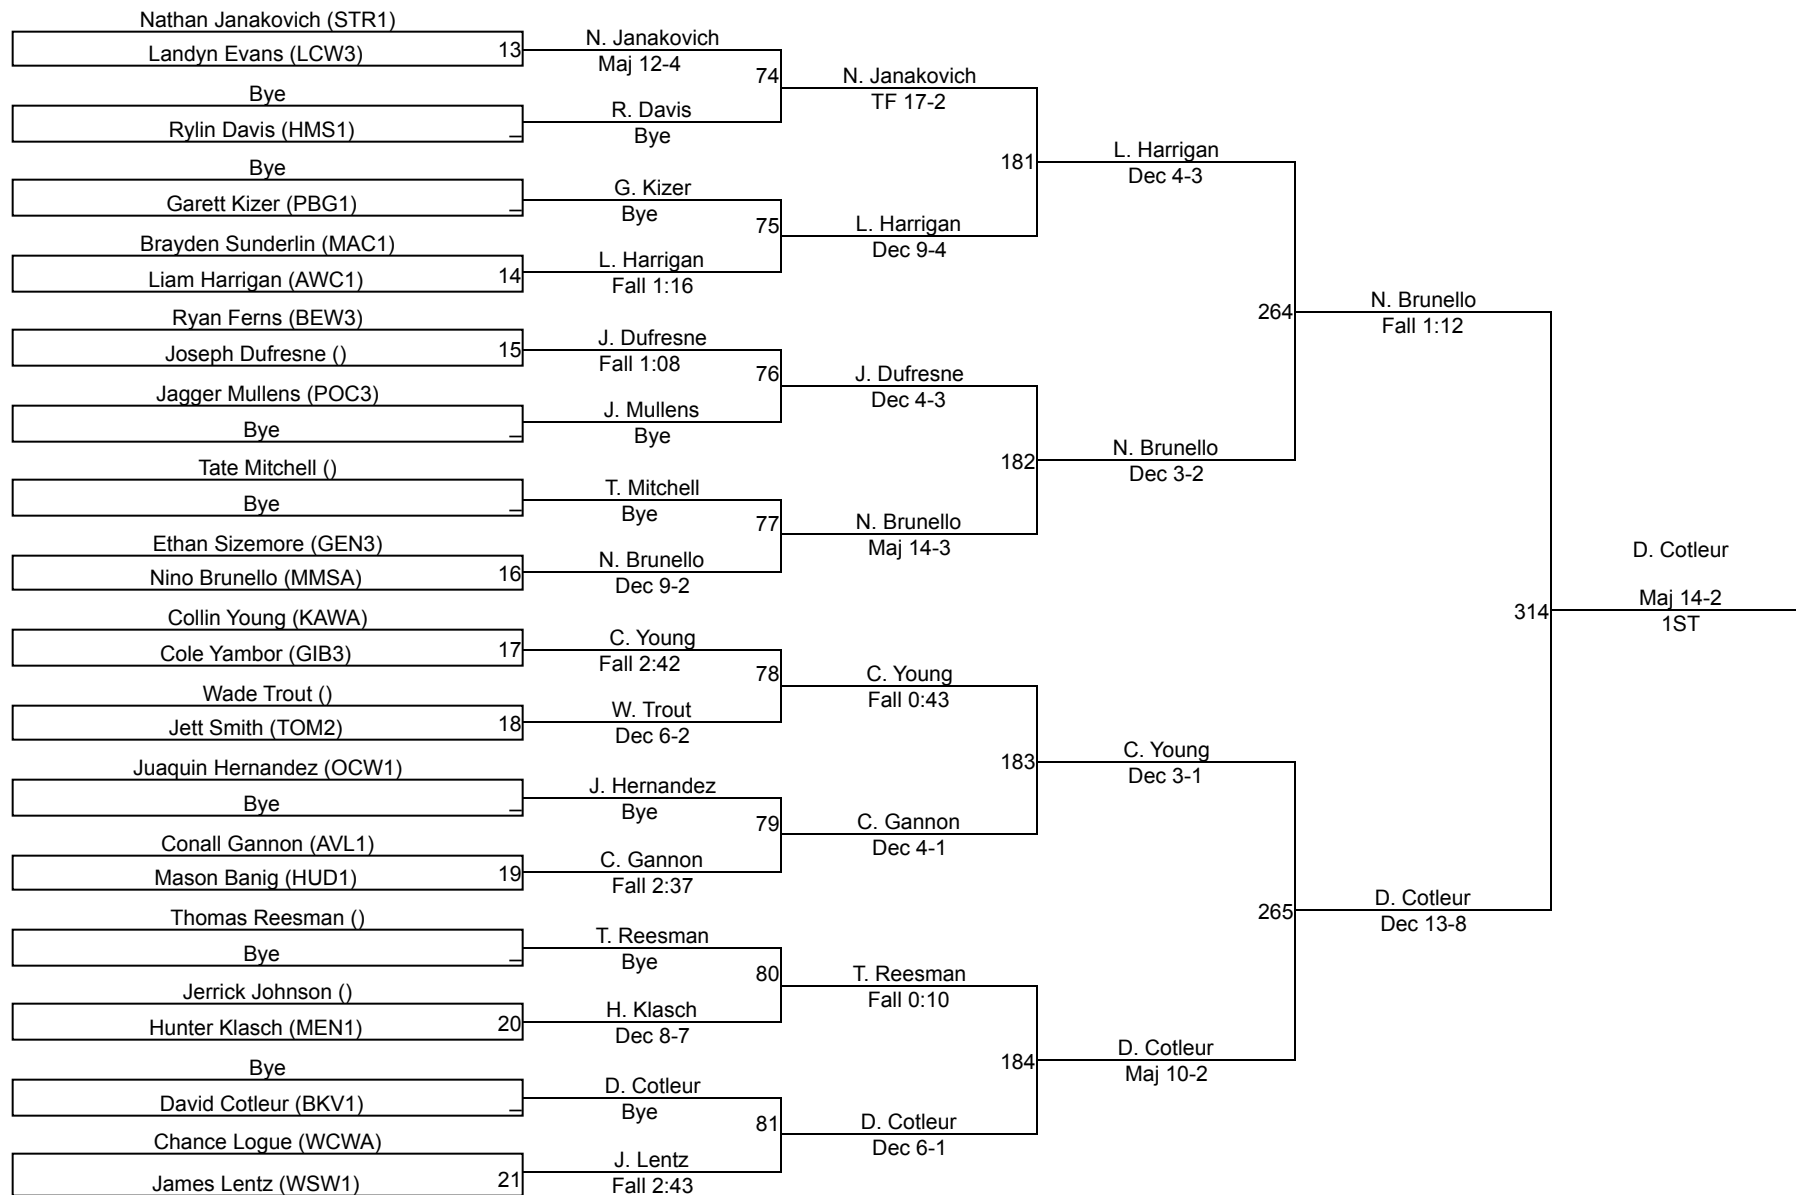 Nathan Janakovich (STR1)
Landyn Evans (LCW3)
13
Bye
Rylin Davis (HMS1)
_
Bye
Garett Kizer (PBG1)
_
Brayden Sunderlin (MAC1)
Liam Harrigan (AWC1)
14
Ryan Ferns (BEW3)
Joseph Dufresne ()
15
Jagger Mullens (POC3)
Bye
_
Tate Mitchell ()
Bye
_
Ethan Sizemore (GEN3)
Nino Brunello (MMSA)
16
Collin Young (KAWA)
Cole Yambor (GIB3)
17
Wade Trout ()
Jett Smith (TOM2)
18
Juaquin Hernandez (OCW1)
Bye
_
Conall Gannon (AVL1)
Mason Banig (HUD1)
19
Thomas Reesman ()
Bye
_
Jerrick Johnson ()
Hunter Klasch (MEN1)
20
Bye
David Cotleur (BKV1)
_
Chance Logue (WCWA)
James Lentz (WSW1)
21
N. Janakovich
Maj 12-4
74
R. Davis
Bye
G. Kizer
Bye
75
L. Harrigan
Fall 1:16
J. Dufresne
Fall 1:08
76
J. Mullens
Bye
T. Mitchell
Bye
77
N. Brunello
Dec 9-2
C. Young
Fall 2:42
78
W. Trout
Dec 6-2
J. Hernandez
Bye
79
C. Gannon
Fall 2:37
T. Reesman
Bye
80
H. Klasch
Dec 8-7
D. Cotleur
Bye
81
J. Lentz
Fall 2:43
N. Janakovich
TF 17-2
181
L. Harrigan
Dec 9-4
J. Dufresne
Dec 4-3
182
N. Brunello
Maj 14-3
C. Young
Fall 0:43
183
C. Gannon
Dec 4-1
T. Reesman
Fall 0:10
184
D. Cotleur
Dec 6-1
L. Harrigan
Dec 4-3
264
N. Brunello
Dec 3-2
C. Young
Dec 3-1
265
D. Cotleur
Maj 10-2
N. Brunello
Fall 1:12
314
D. Cotleur
Dec 13-8
D. Cotleur
Maj 14-2
1ST